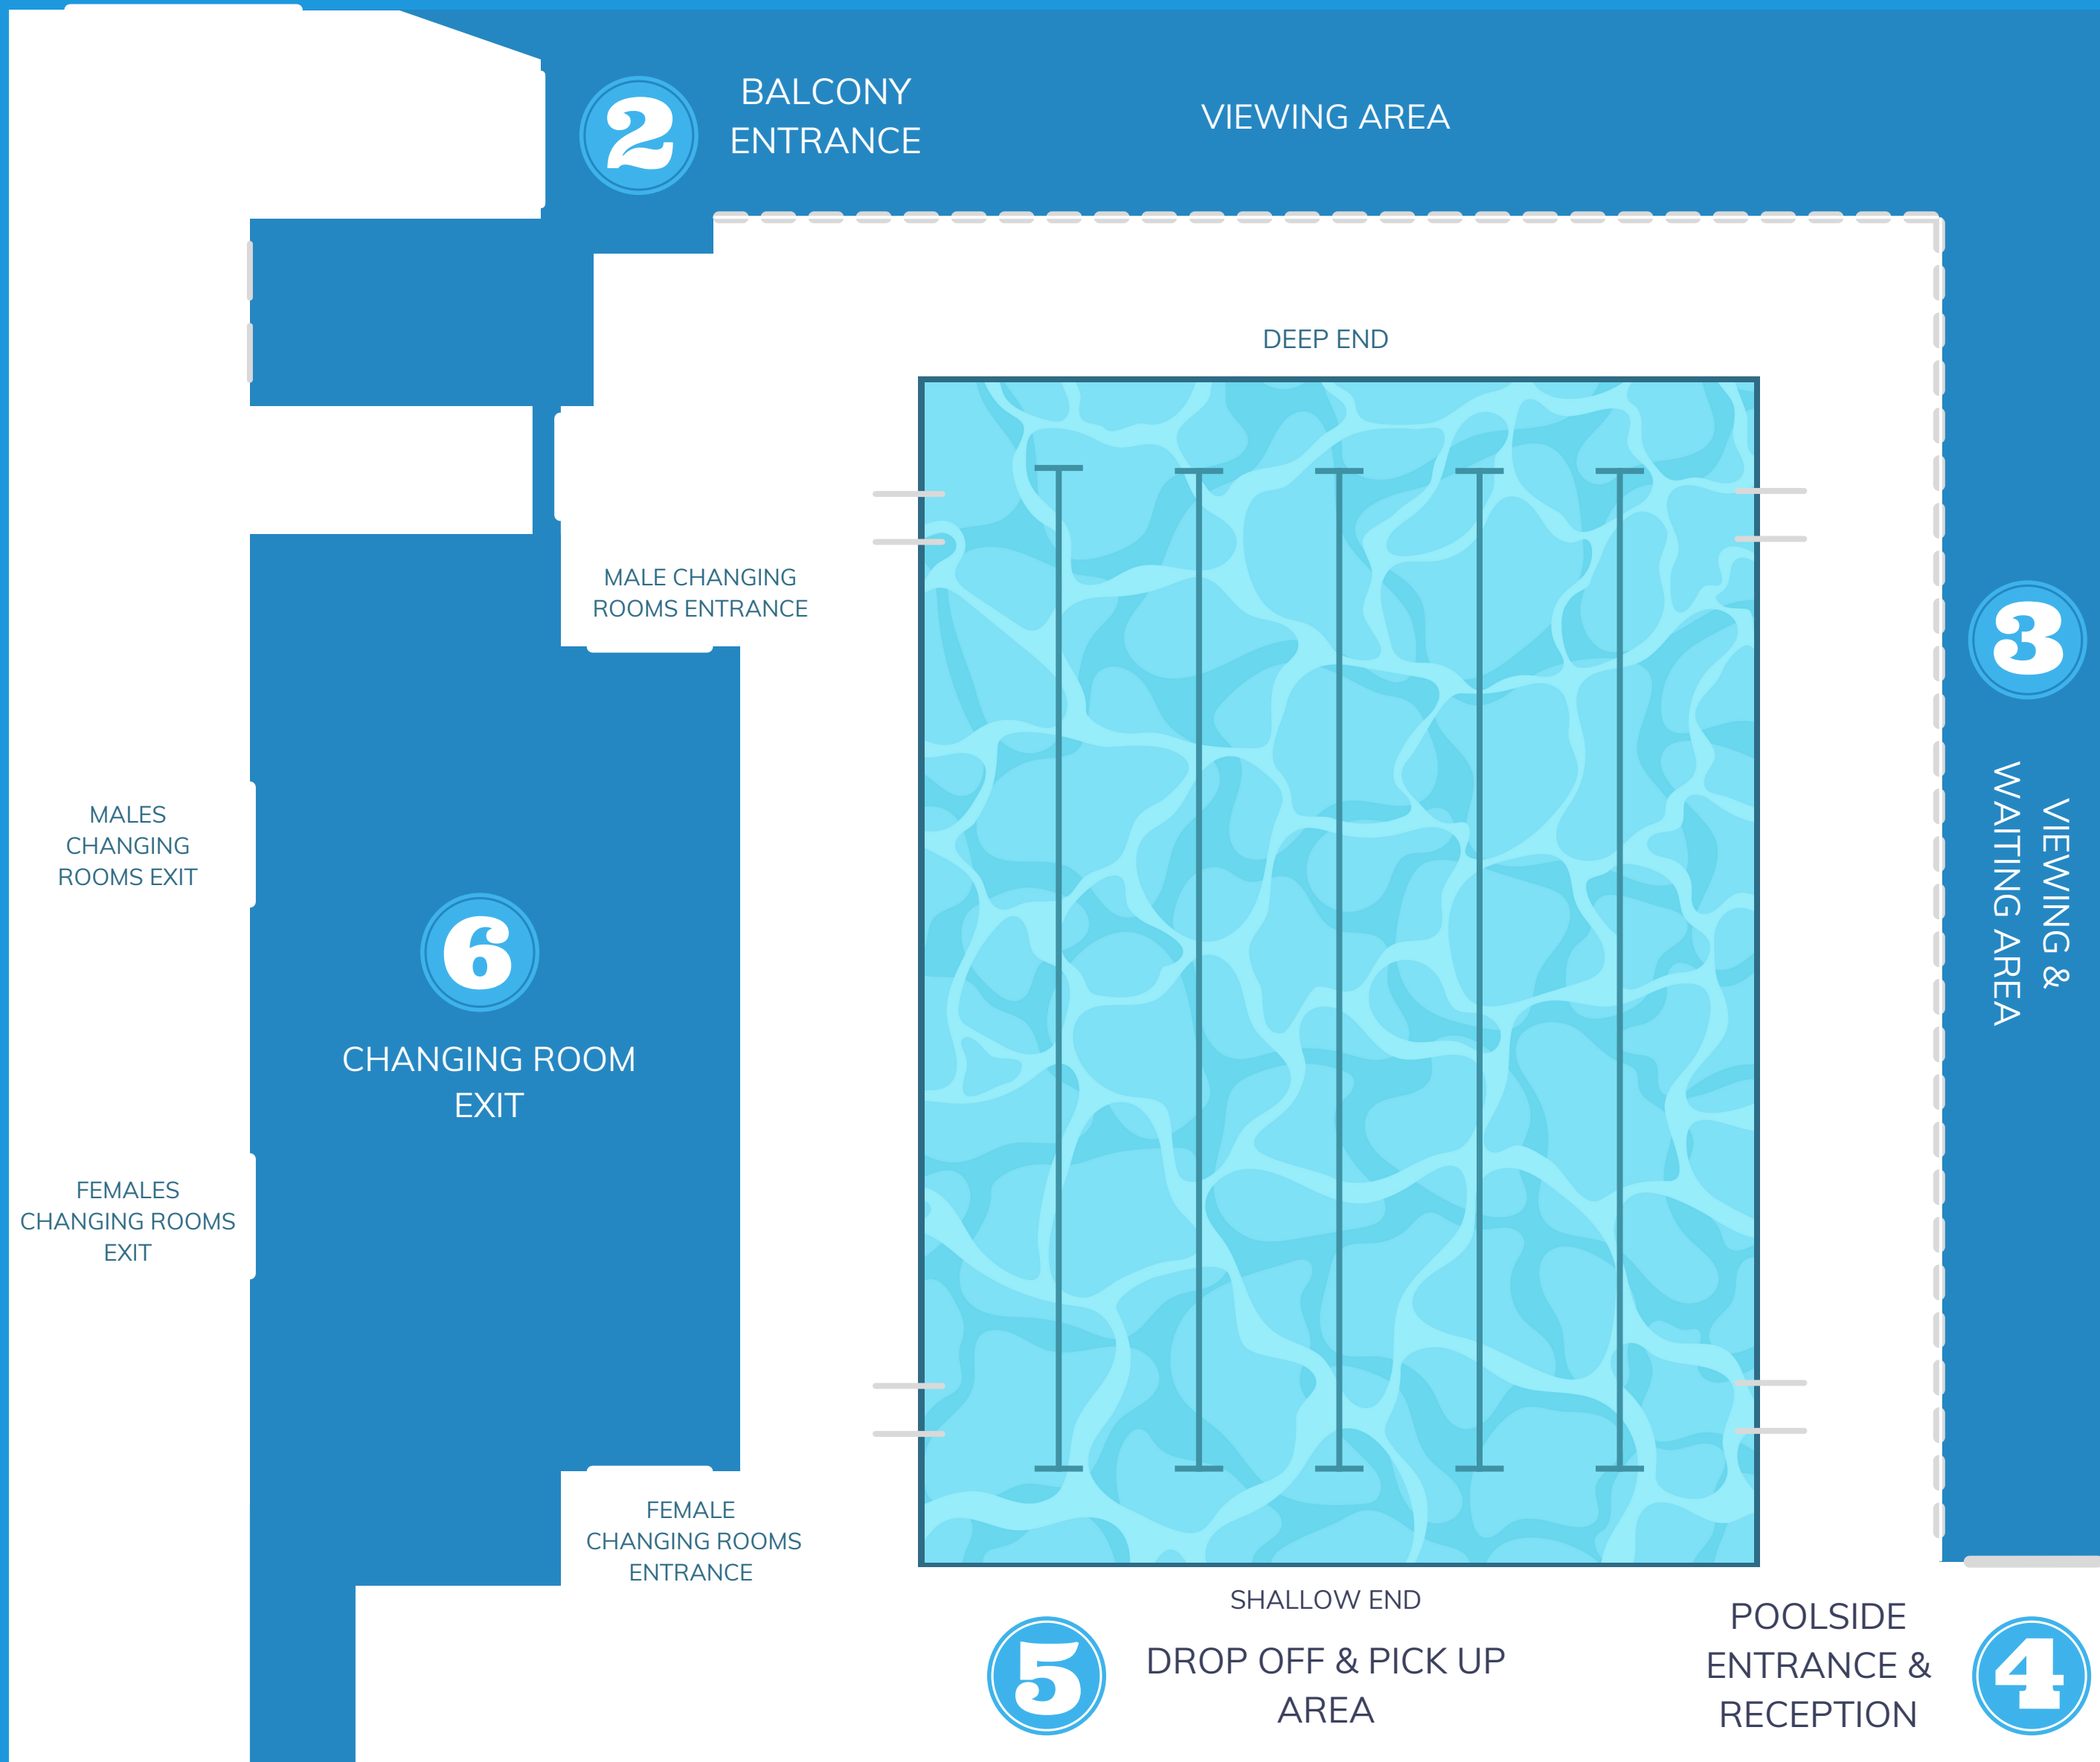 2
BALCONY
ENTRANCE
VIEWING AREA
DEEP END
MALE CHANGING
ROOMS ENTRANCE
3
VIEWING &
WAITING AREA
MALES
CHANGING
ROOMS EXIT
6
CHANGING ROOM
EXIT
FEMALES
CHANGING ROOMS
EXIT
FEMALE
CHANGING ROOMS
ENTRANCE
SHALLOW END
5
DROP OFF & PICK UP
AREA
POOLSIDE
ENTRANCE &
RECEPTION
4